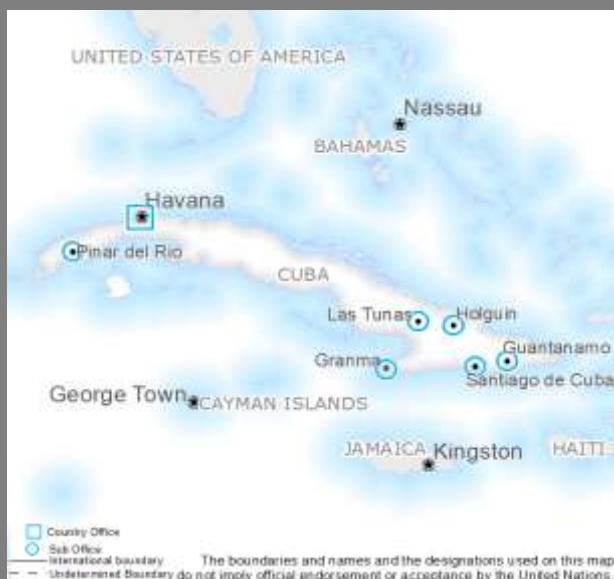 UNITED STATES OF AMERICA
Nassau
BAHAMAS
Havana
Pinar del Rio
CUBA
Las Tunas
Holguin
Granma
Guantanamo
Santiago de Cuba
George Town
CAYMAN ISLANDS
JAMAICA
Kingston
HAITI
Country Office
Sub Office
International boundary
Undetermined Boundary
The boundaries and names and the designations used on this map
do not imply official endorsement or acceptance by the United Nations